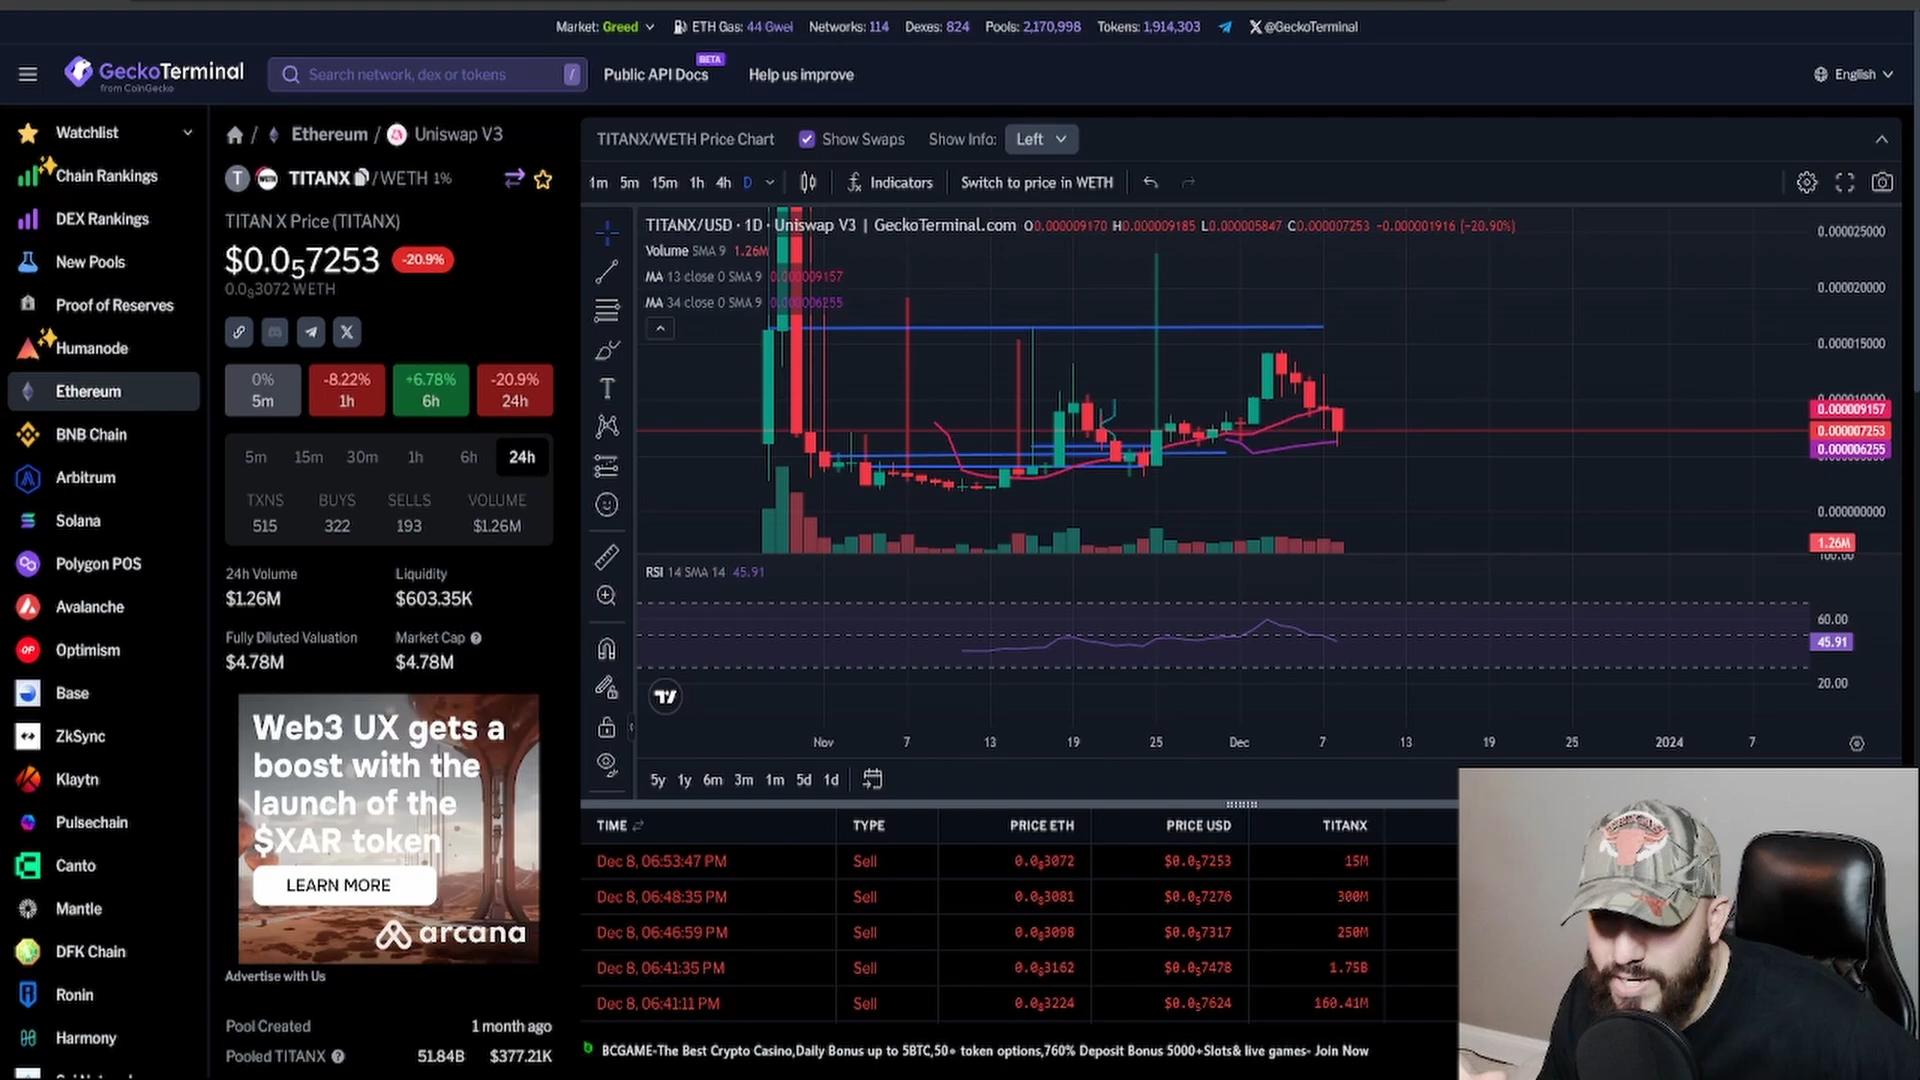 Market: Greed ETH Gas: 44 Gwei Networks: 114 Dexes: 824 Pools: 2,170,998 Tokens: 1,914,303 @GeckoTerminal
GeckoTerminal
from CoinGecko
Search network, dex or tokens /
Public API Docs BETA
Help us improve
English
Watchlist
Chain Rankings
DEX Rankings
New Pools
Proof of Reserves
Humanode
Ethereum
BNB Chain
Arbitrum
Solana
Polygon POS
Avalanche
Optimism
Base
ZkSync
Klaytn
Pulsechain
Canto
Mantle
DFK Chain
Ronin
Harmony
/ Ethereum / Uniswap V3
T WETH TITANX /WETH 1%
TITAN X Price (TITANX)
$0.0₅7253 -20.9%
0.0₈3072 WETH
0% -8.22% +6.78% -20.9%
5m 1h 6h 24h
5m 15m 30m 1h 6h 24h
TXNS BUYS SELLS VOLUME
515 322 193 $1.26M
24h Volume Liquidity
$1.26M $603.35K
Fully Diluted Valuation Market Cap
$4.78M $4.78M
Web3 UX gets a
boost with the
launch of the
$XAR token
LEARN MORE
arcana
Advertise with Us
Pool Created 1 month ago
Pooled TITANX 51.84B $377.21K
TITANX/WETH Price Chart Show Swaps Show Info: Left
1m 5m 15m 1h 4h D Indicators Switch to price in WETH
TITANX/USD · 1D · Uniswap V3 | GeckoTerminal.com O0.000009170 H0.000009185 L0.000005847 C0.000007253 -0.000001916 (-20.90%)
Volume SMA 9 1.26M
MA 13 close 0 SMA 9 0.000009157
MA 34 close 0 SMA 9 0.000006255
0.000025000
0.000020000
0.000015000
0.000009157
0.000007253
0.000006255
0.000000000
1.26M
100.00
RSI 14 SMA 14 45.91
60.00
45.91
20.00
Nov 7 13 19 25 Dec 7 13 19 25 2024 7
5y 1y 6m 3m 1m 5d 1d
TIME TYPE PRICE ETH PRICE USD TITANX
Dec 8, 06:53:47 PM Sell 0.0₈3072 $0.0₅7253 15M
Dec 8, 06:48:35 PM Sell 0.0₈3081 $0.0₅7276 300M
Dec 8, 06:46:59 PM Sell 0.0₈3098 $0.0₅7317 250M
Dec 8, 06:41:35 PM Sell 0.0₈3162 $0.0₅7478 1.75B
Dec 8, 06:41:11 PM Sell 0.0₈3224 $0.0₅7624 160.41M
BCGAME-The Best Crypto Casino,Daily Bonus up to 5BTC,50+ token options,760% Deposit Bonus 5000+Slots& live games- Join Now